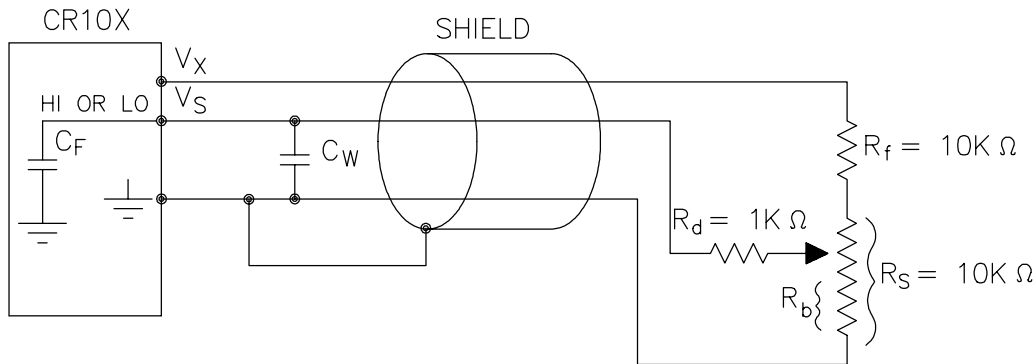 CR10X
SHIELD
V_X
HI OR LO
V_S
C_F
C_W
R_f = 10K Ω
R_d = 1K Ω
R_S = 10K Ω
R_b